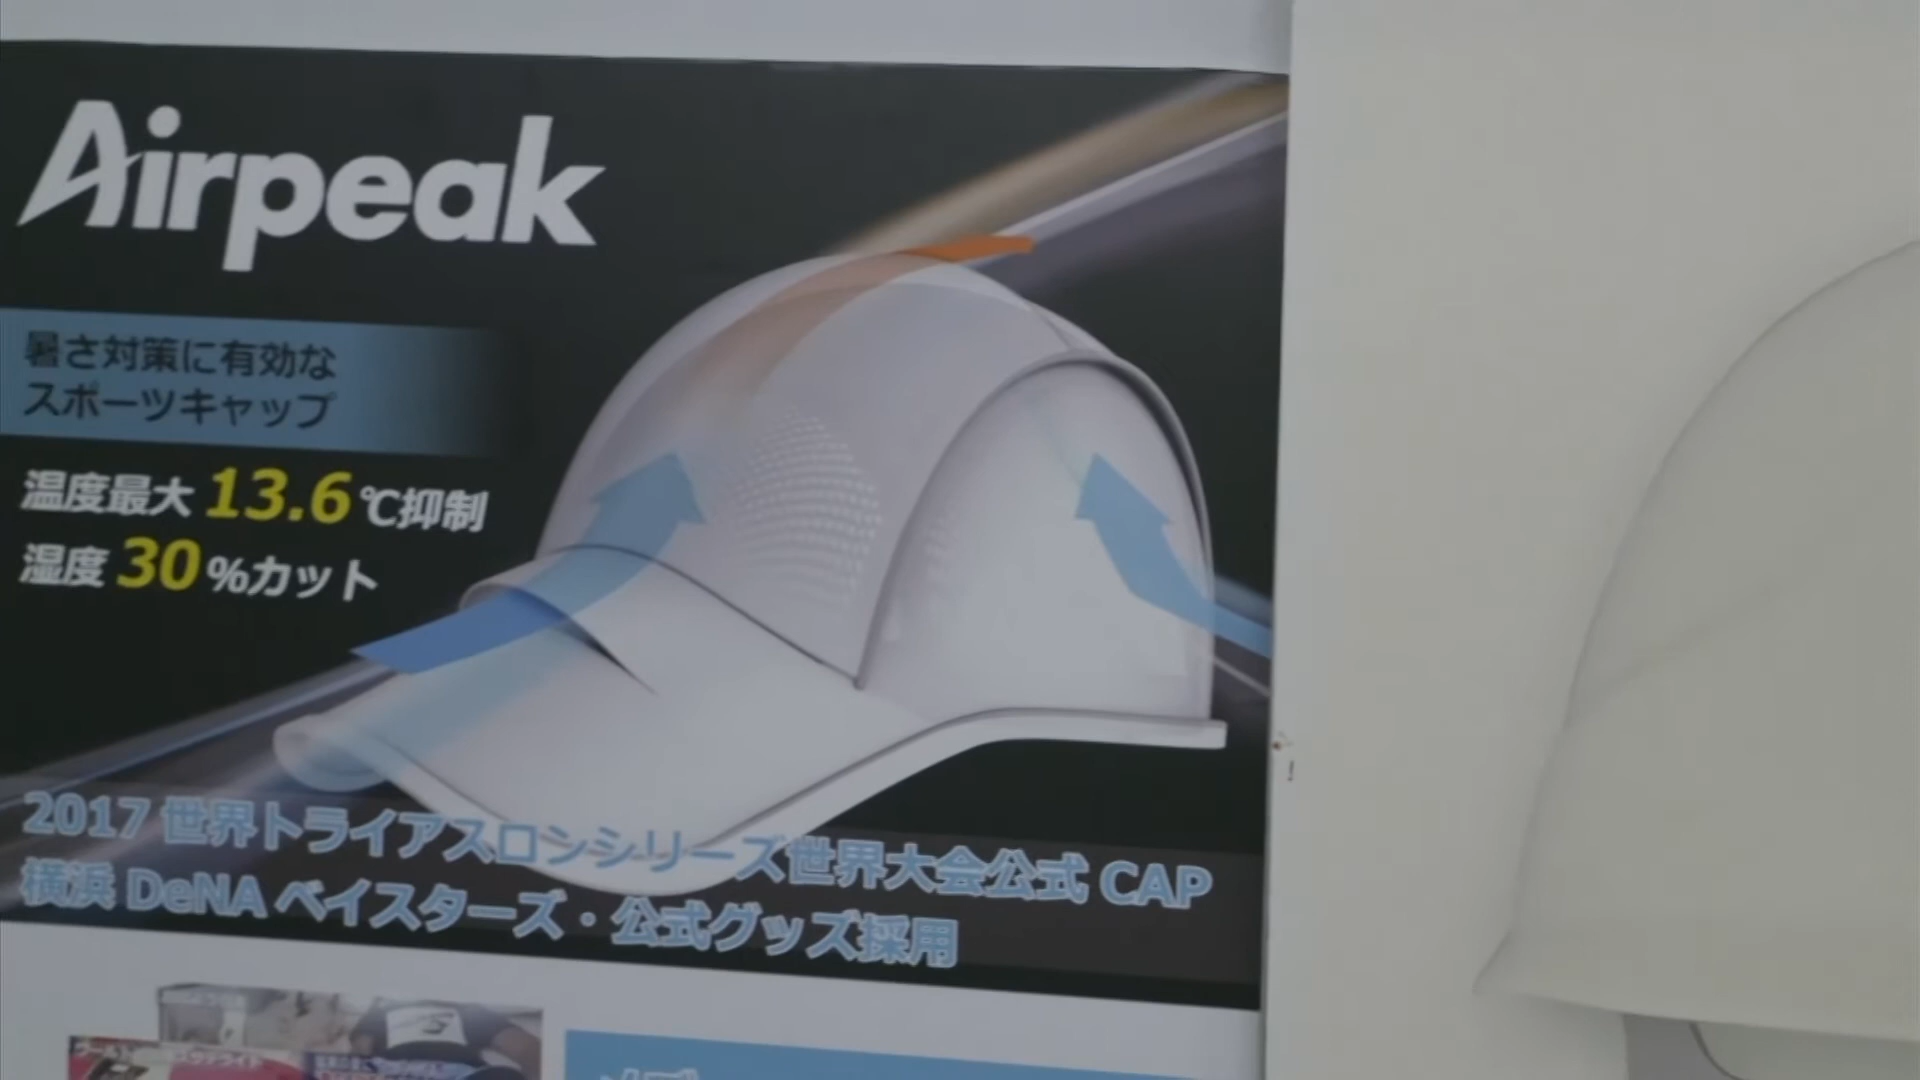 Airpeak
暑さ対策に有効な
スポーツキャップ
温度最大 13.6 ℃抑制
湿度 30 %カット
2017 世界トライアスロンシリーズ世界大会公式 CAP
横浜 DeNA ベイスターズ・公式グッズ採用